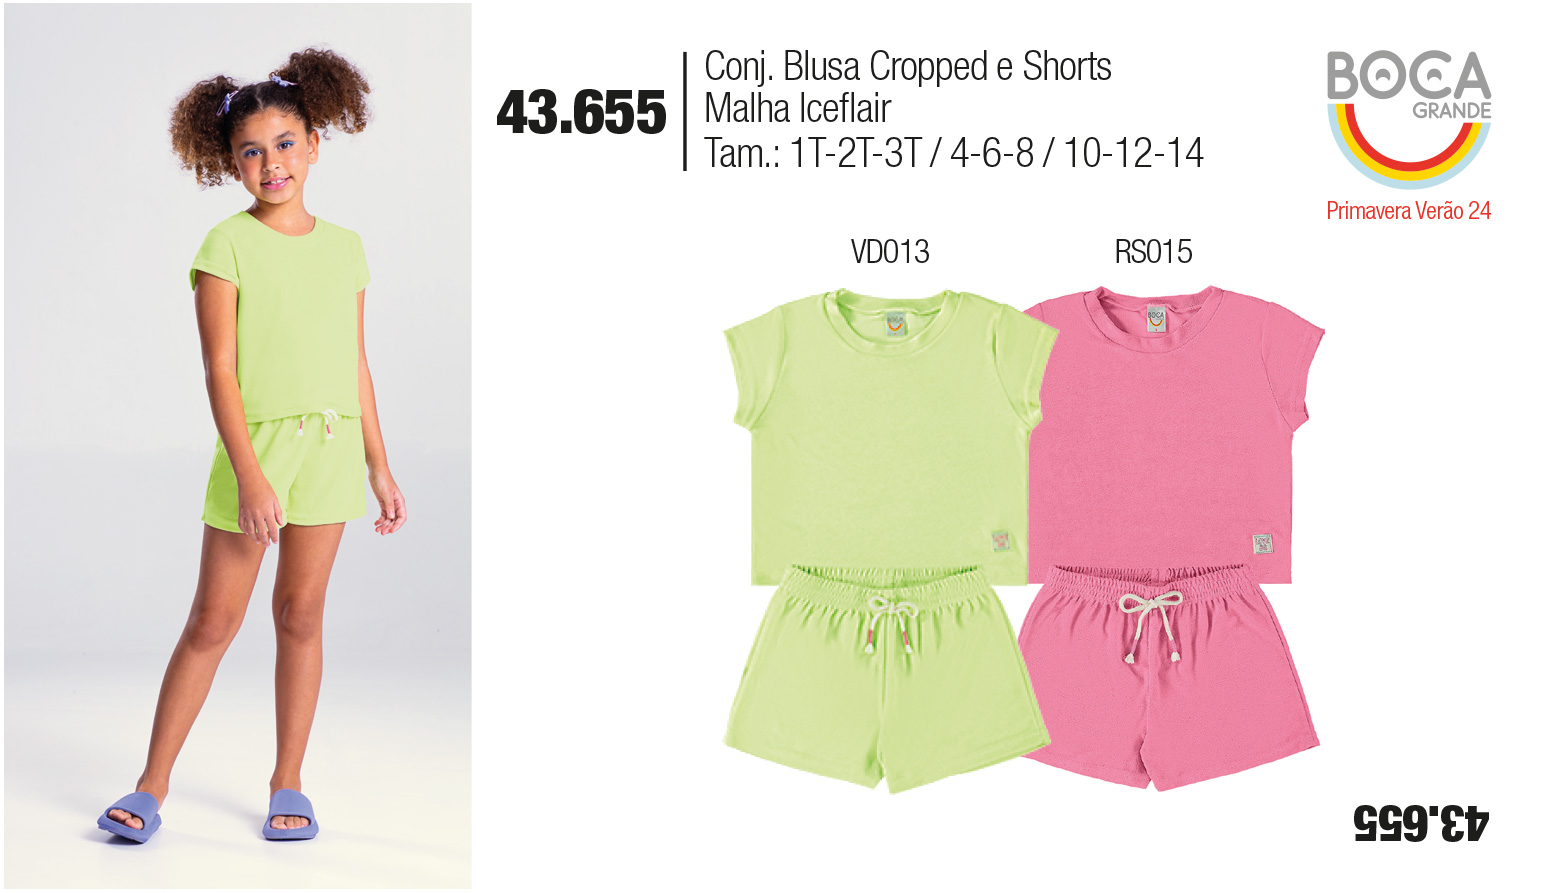 43.655
Conj. Blusa Cropped e Shorts
Malha Iceflair
Tam.: 1T-2T-3T / 4-6-8 / 10-12-14
BOCA
GRANDE
Primavera Verão 24
VD013
RS015
BOCA
43.655